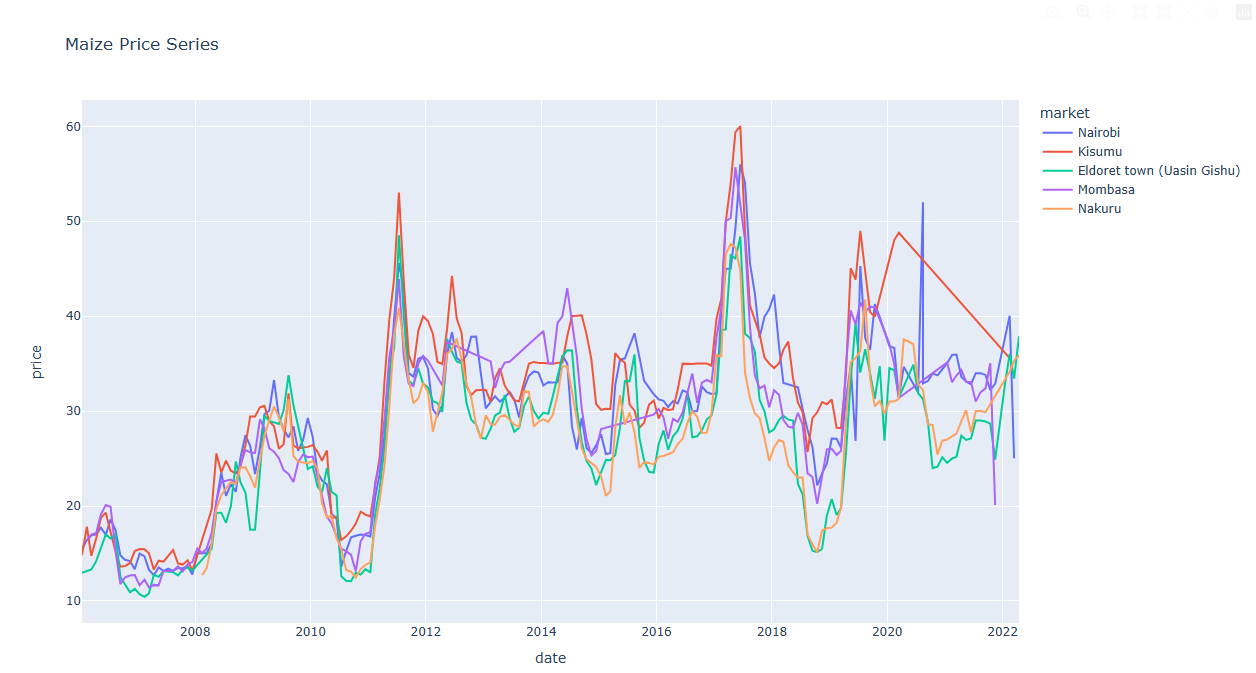 Maize Price Series
market
Nairobi
Kisumu
Eldoret town (Uasin Gishu)
Mombasa
Nakuru
price
60
50
40
30
20
10
2008 2010 2012 2014 2016 2018 2020 2022
date